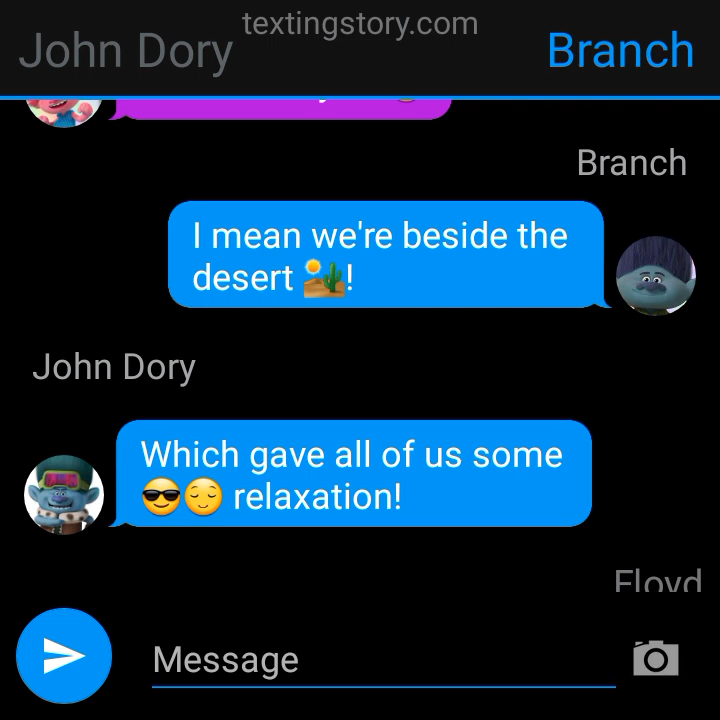 textingstory.com
John Dory
Branch
Branch
I mean we're beside the
desert 🏜️!
John Dory
Which gave all of us some
😎😌 relaxation!
Floyd
Message